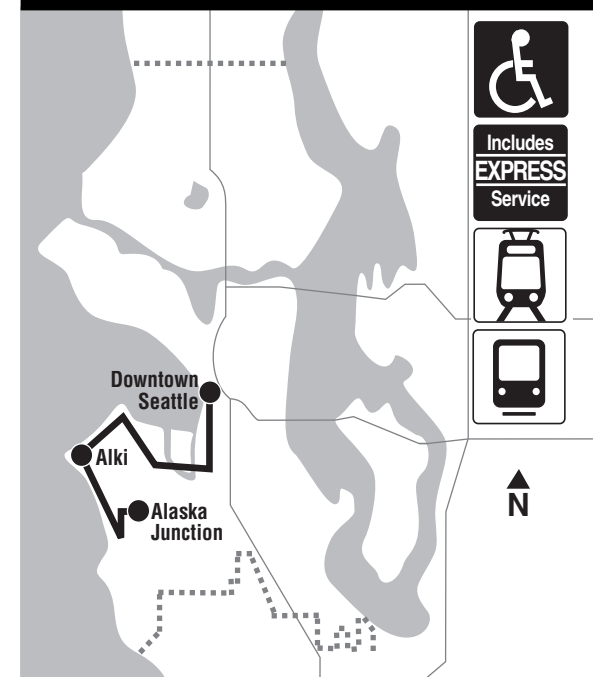 Includes
EXPRESS
Service
Downtown
Seattle
Alki
Alaska
Junction
N